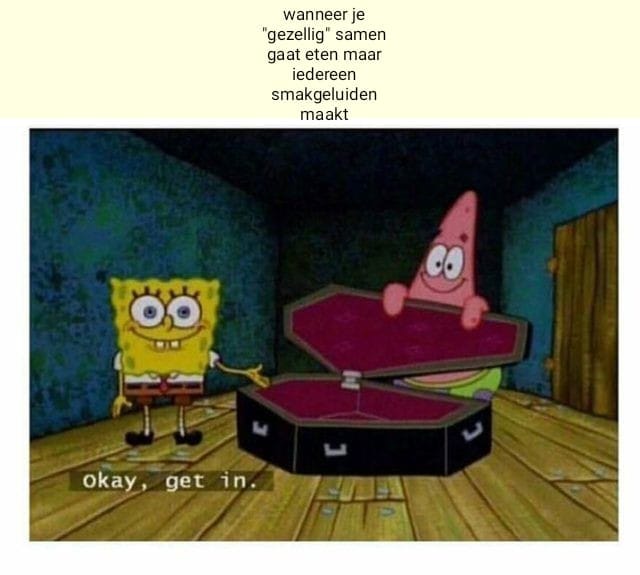 wanneer je
"gezellig" samen
gaat eten maar
iedereen
smakgeluiden
maakt
Okay, get in.